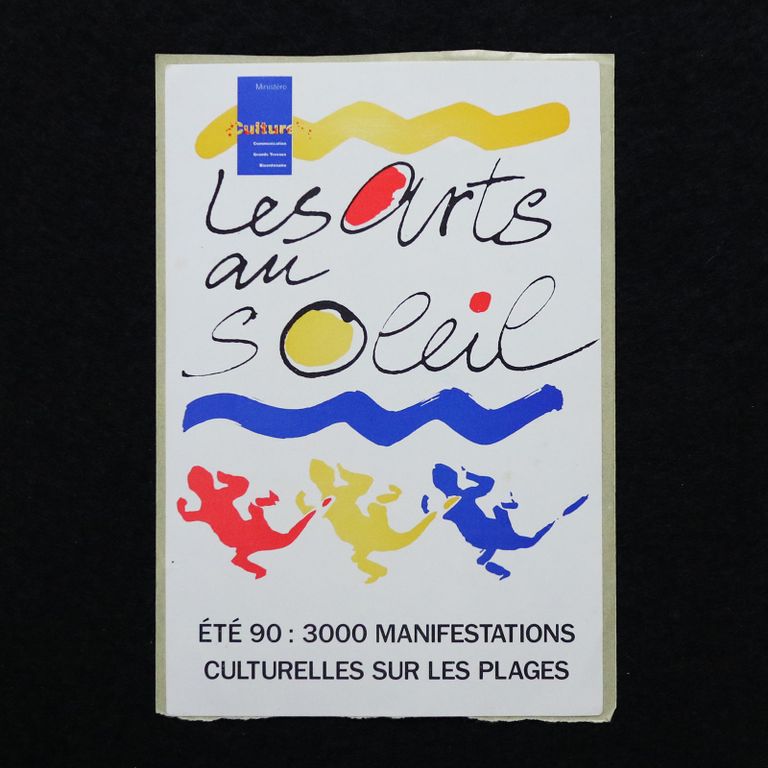 Ministère
Culture
Communication
Grands Travaux
Bicentenaire
Les arts
au
soleil
ÉTÉ 90 : 3000 MANIFESTATIONS
CULTURELLES SUR LES PLAGES